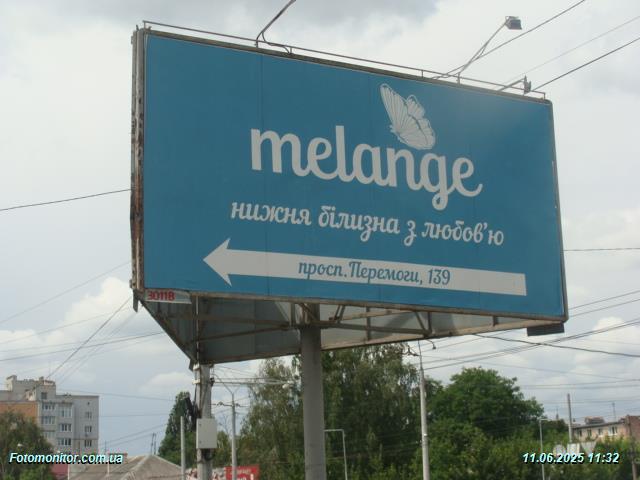 melange
нижня білизна з любов'ю
просп.Перемоги, 139
30118
Fotomonitor.com.ua
11.06.2025 11:32